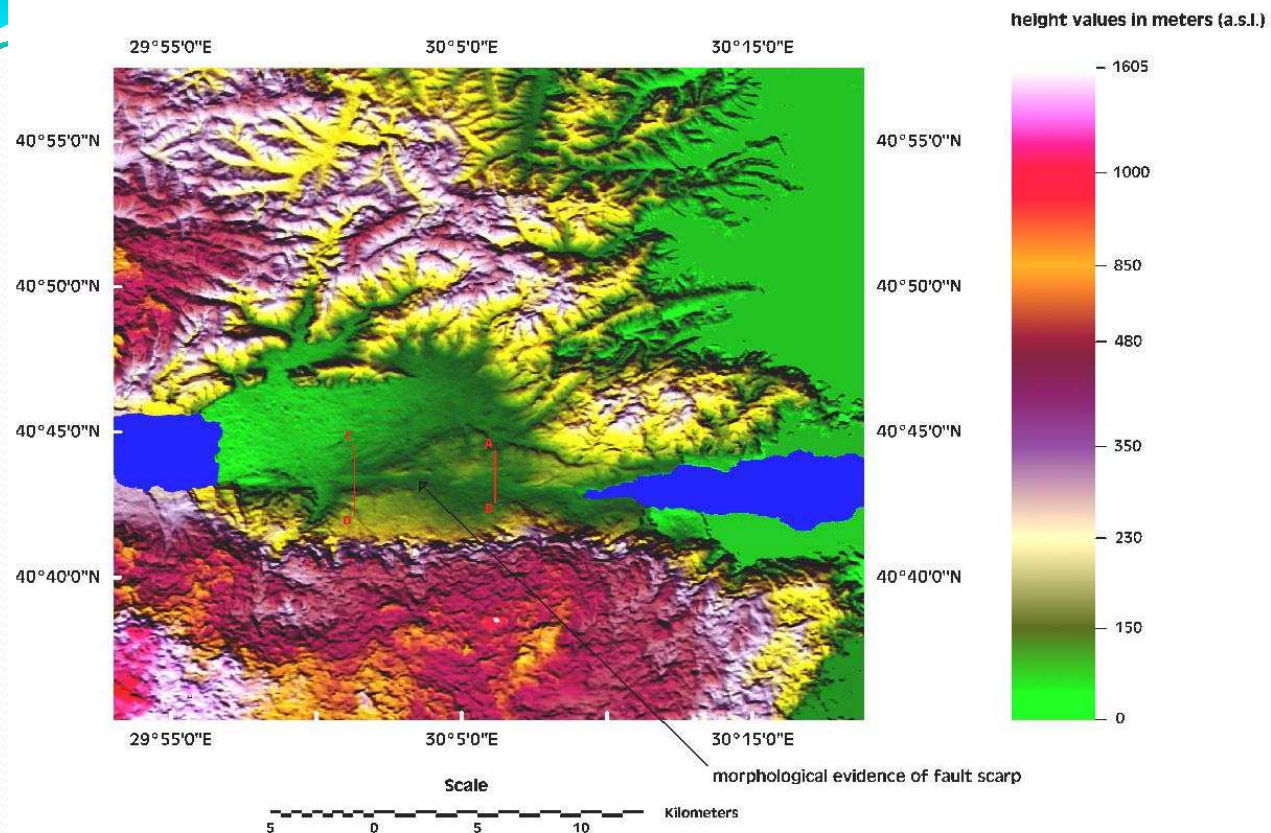 height values in meters (a.s.l.)
29°55'0"E 30°5'0"E 30°15'0"E
1605
40°55'0"N 40°55'0"N
1000
850
40°50'0"N 40°50'0"N
480
40°45'0"N 40°45'0"N
C A
350
B
D
230
40°40'0"N 40°40'0"N
150
0
29°55'0"E 30°5'0"E 30°15'0"E
morphological evidence of fault scarp
Scale
Kilometers
5 0 5 10